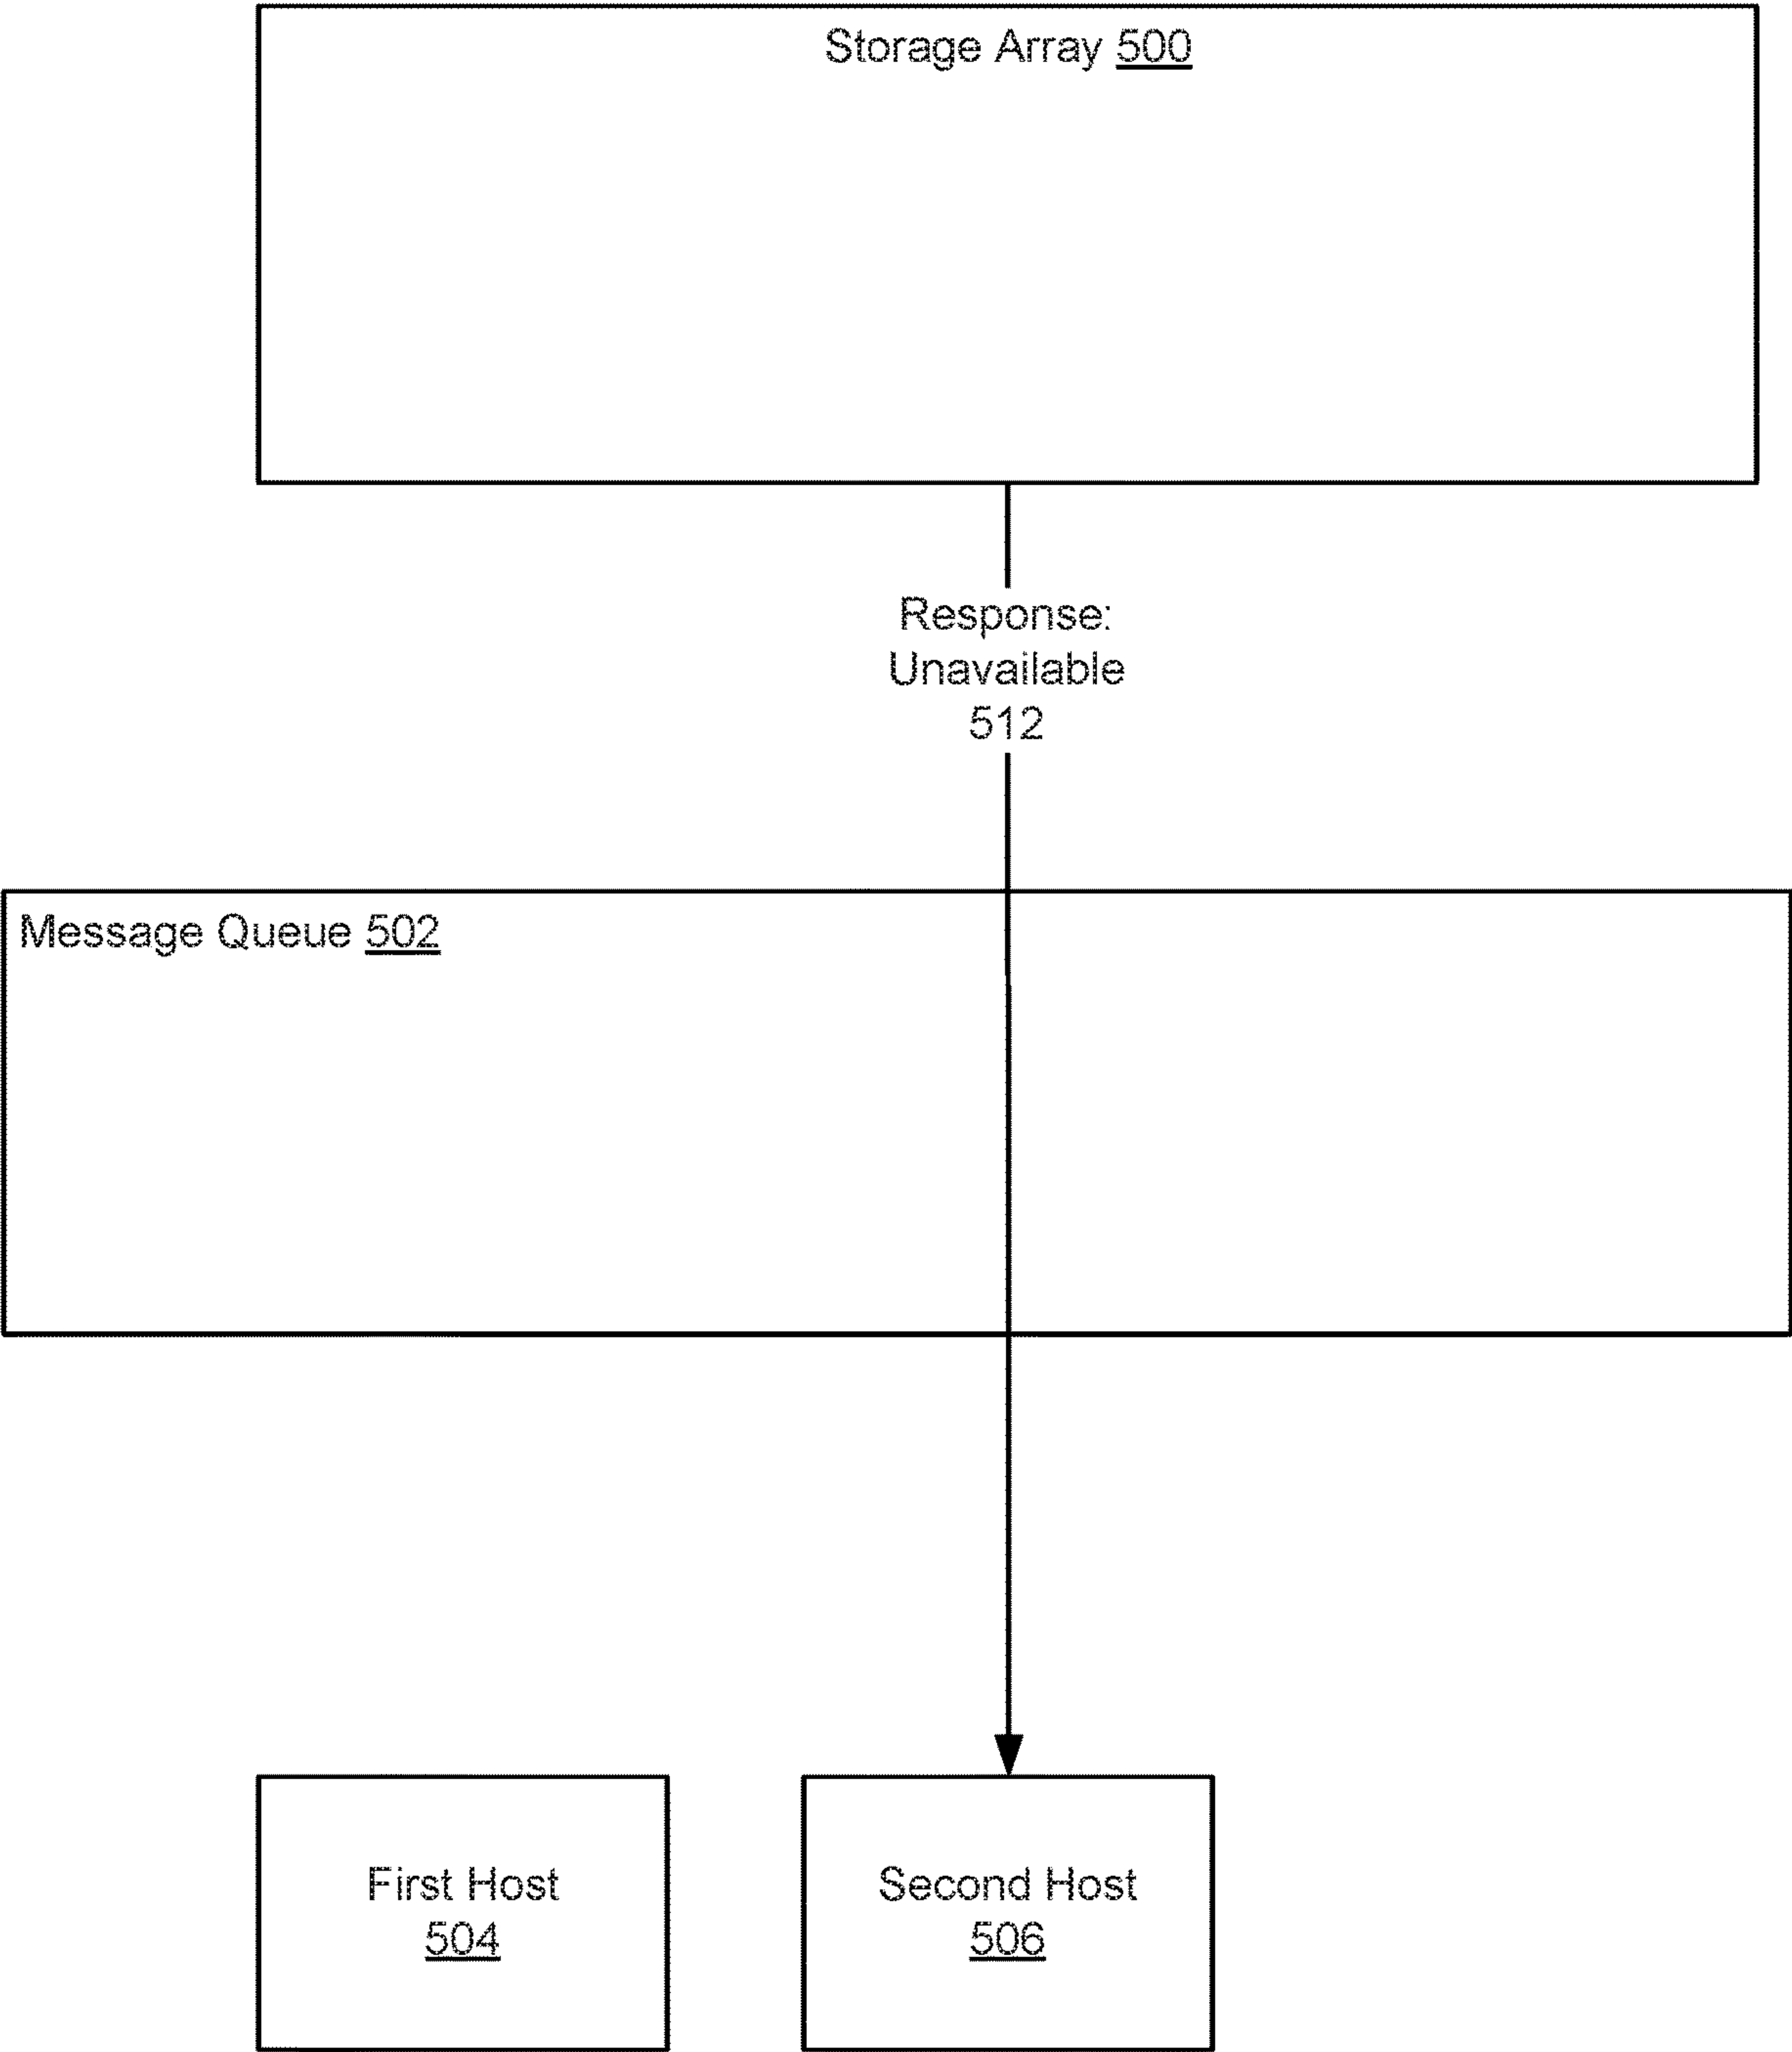 Storage Array 500
Response:
Unavailable
512
Message Queue 502
First Host
504
Second Host
506